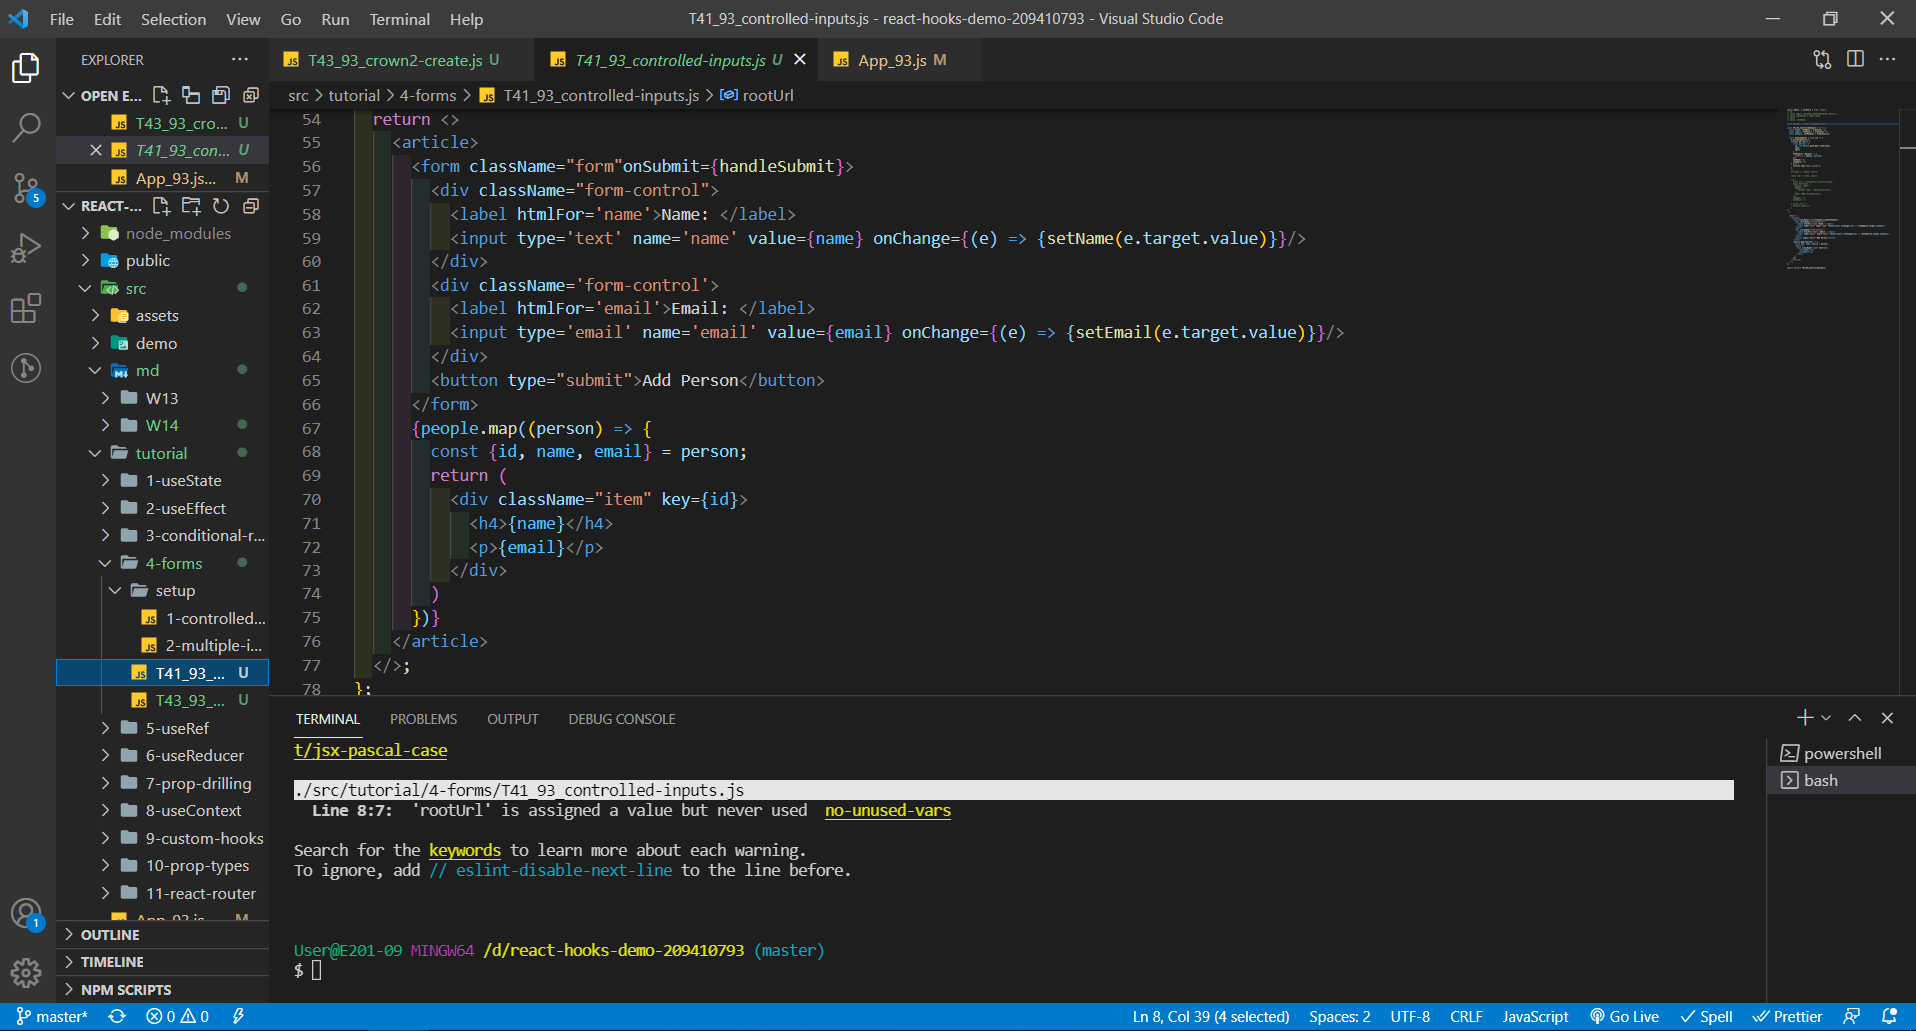 File Edit Selection View Go Run Terminal Help
T41_93_controlled-inputs.js - react-hooks-demo-209410793 - Visual Studio Code
EXPLORER
OPEN E...
T43_93_cro... U
T41_93_con... U
App_93.js... M
REACT-...
node_modules
public
src
assets
demo
md
W13
W14
tutorial
1-useState
2-useEffect
3-conditional-r...
4-forms
setup
1-controlled...
2-multiple-i...
T41_93_... U
T43_93_... U
5-useRef
6-useReducer
7-prop-drilling
8-useContext
9-custom-hooks
10-prop-types
11-react-router
App_93.js M
OUTLINE
TIMELINE
NPM SCRIPTS
5
1
T43_93_crown2-create.js U
T41_93_controlled-inputs.js U
App_93.js M
src > tutorial > 4-forms > T41_93_controlled-inputs.js > rootUrl
54 return <>
55 <article>
56 <form className="form"onSubmit={handleSubmit}>
57 <div className="form-control">
58 <label htmlFor='name'>Name: </label>
59 <input type='text' name='name' value={name} onChange={(e) => {setName(e.target.value)}}/>
60 </div>
61 <div className='form-control'>
62 <label htmlFor='email'>Email: </label>
63 <input type='email' name='email' value={email} onChange={(e) => {setEmail(e.target.value)}}/>
64 </div>
65 <button type="submit">Add Person</button>
66 </form>
67 {people.map((person) => {
68 const {id, name, email} = person;
69 return (
70 <div className="item" key={id}>
71 <h4>{name}</h4>
72 <p>{email}</p>
73 </div>
74 )
75 })}
76 </article>
77 </>;
78 };
TERMINAL PROBLEMS OUTPUT DEBUG CONSOLE
t/jsx-pascal-case
./src/tutorial/4-forms/T41_93_controlled-inputs.js
Line 8:7: 'rootUrl' is assigned a value but never used no-unused-vars
Search for the keywords to learn more about each warning.
To ignore, add // eslint-disable-next-line to the line before.
User@E201-09 MINGW64 /d/react-hooks-demo-209410793 (master)
$
powershell
bash
master* 0 0 Ln 8, Col 39 (4 selected) Spaces: 2 UTF-8 CRLF JavaScript Go Live Spell Prettier